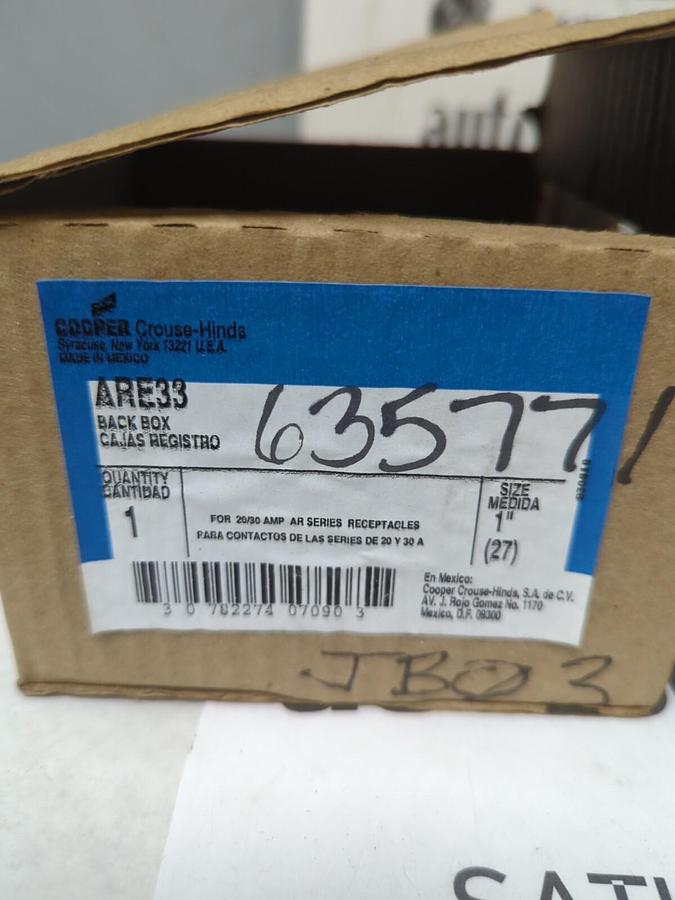 COOPER Crouse-Hinds
Syracuse, New York 13221 U.S.A.
MADE IN MEXICO
ARE33
BACK BOX
CAJAS REGISTRO
635771
QUANTITY
CANTIDAD
1
FOR 20/30 AMP AR SERIES RECEPTACLES
PARA CONTACTOS DE LAS SERIES DE 20 Y 30 A
SIZE
MEDIDA
1"
(27)
3 0 782274 07090 3
En Mexico:
Cooper Crouse-Hinds, S.A. de C.V.
AV. J. Rojo Gomez No. 1170
Mexico, D.F. 09300
JB03